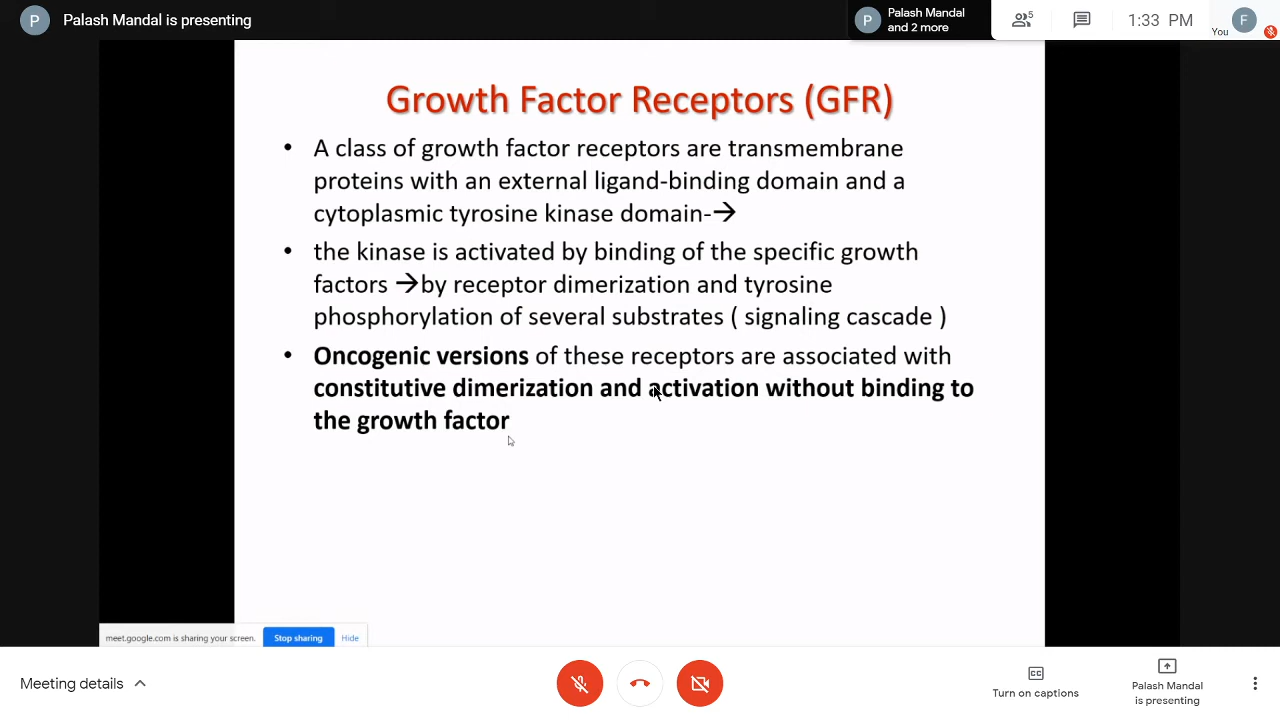 P
Palash Mandal is presenting
P
Palash Mandal
and 2 more
5
1:33 PM
You
F
Growth Factor Receptors (GFR)
• A class of growth factor receptors are transmembrane
proteins with an external ligand-binding domain and a
cytoplasmic tyrosine kinase domain-→
• the kinase is activated by binding of the specific growth
factors →by receptor dimerization and tyrosine
phosphorylation of several substrates ( signaling cascade )
• Oncogenic versions of these receptors are associated with
constitutive dimerization and activation without binding to
the growth factor
meet.google.com is sharing your screen.
Stop sharing
Hide
Meeting details
CC
Turn on captions
Palash Mandal
is presenting